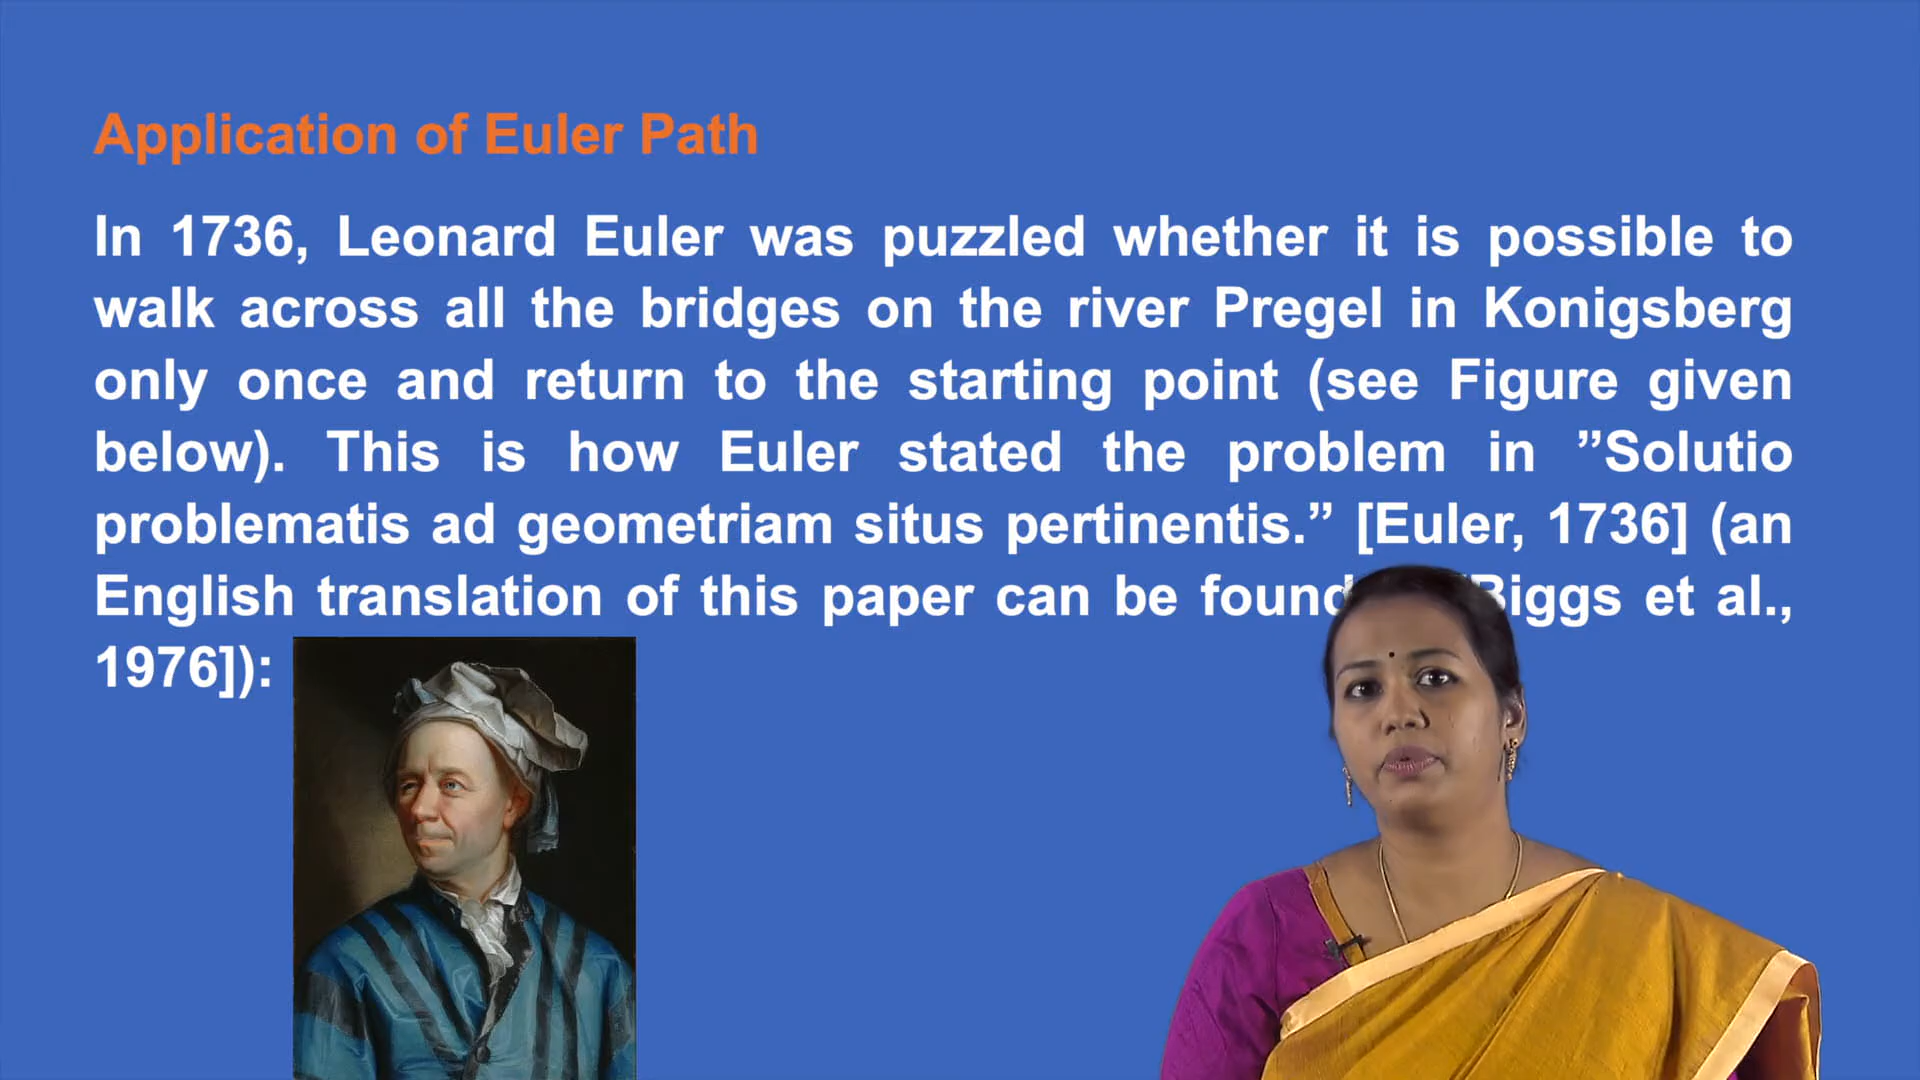 Application of Euler Path
In 1736, Leonard Euler was puzzled whether it is possible to
walk across all the bridges on the river Pregel in Konigsberg
only once and return to the starting point (see Figure given
below). This is how Euler stated the problem in ”Solutio
problematis ad geometriam situs pertinentis.” [Euler, 1736] (an
English translation of this paper can be found Biggs et al.,
1976]):